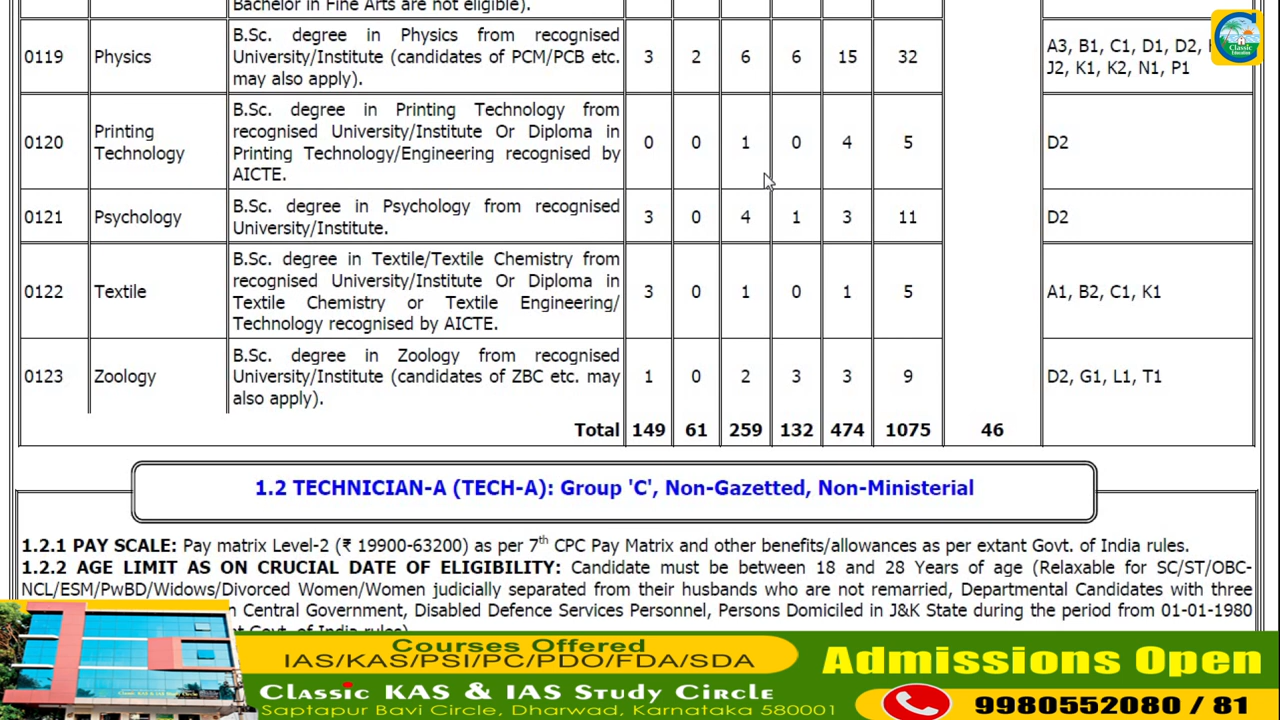 Bachelor in Fine Arts are not eligible).
0119 Physics B.Sc. degree in Physics from recognised University/Institute (candidates of PCM/PCB etc. may also apply). 3 2 6 6 15 32 A3, B1, C1, D1, D2, J2, K1, K2, N1, P1
0120 Printing Technology B.Sc. degree in Printing Technology from recognised University/Institute Or Diploma in Printing Technology/Engineering recognised by AICTE. 0 0 1 0 4 5 D2
0121 Psychology B.Sc. degree in Psychology from recognised University/Institute. 3 0 4 1 3 11 D2
0122 Textile B.Sc. degree in Textile/Textile Chemistry from recognised University/Institute Or Diploma in Textile Chemistry or Textile Engineering/ Technology recognised by AICTE. 3 0 1 0 1 5 A1, B2, C1, K1
0123 Zoology B.Sc. degree in Zoology from recognised University/Institute (candidates of ZBC etc. may also apply). 1 0 2 3 3 9 D2, G1, L1, T1
Total 149 61 259 132 474 1075 46
1.2 TECHNICIAN-A (TECH-A): Group 'C', Non-Gazetted, Non-Ministerial
1.2.1 PAY SCALE: Pay matrix Level-2 (₹ 19900-63200) as per 7th CPC Pay Matrix and other benefits/allowances as per extant Govt. of India rules.
1.2.2 AGE LIMIT AS ON CRUCIAL DATE OF ELIGIBILITY: Candidate must be between 18 and 28 Years of age (Relaxable for SC/ST/OBC-
NCL/ESM/PwBD/Widows/Divorced Women/Women judicially separated from their husbands who are not remarried, Departmental Candidates with three
n Central Government, Disabled Defence Services Personnel, Persons Domiciled in J&K State during the period from 01-01-1980
Govt. of India rules)
Classic
Education
Courses Offered
IAS/KAS/PSI/PC/PDO/FDA/SDA
Classic KAS & IAS Study Circle
Saptapur Bavi Circle, Dharwad, Karnataka 580001
Admissions Open
9980552080 / 81